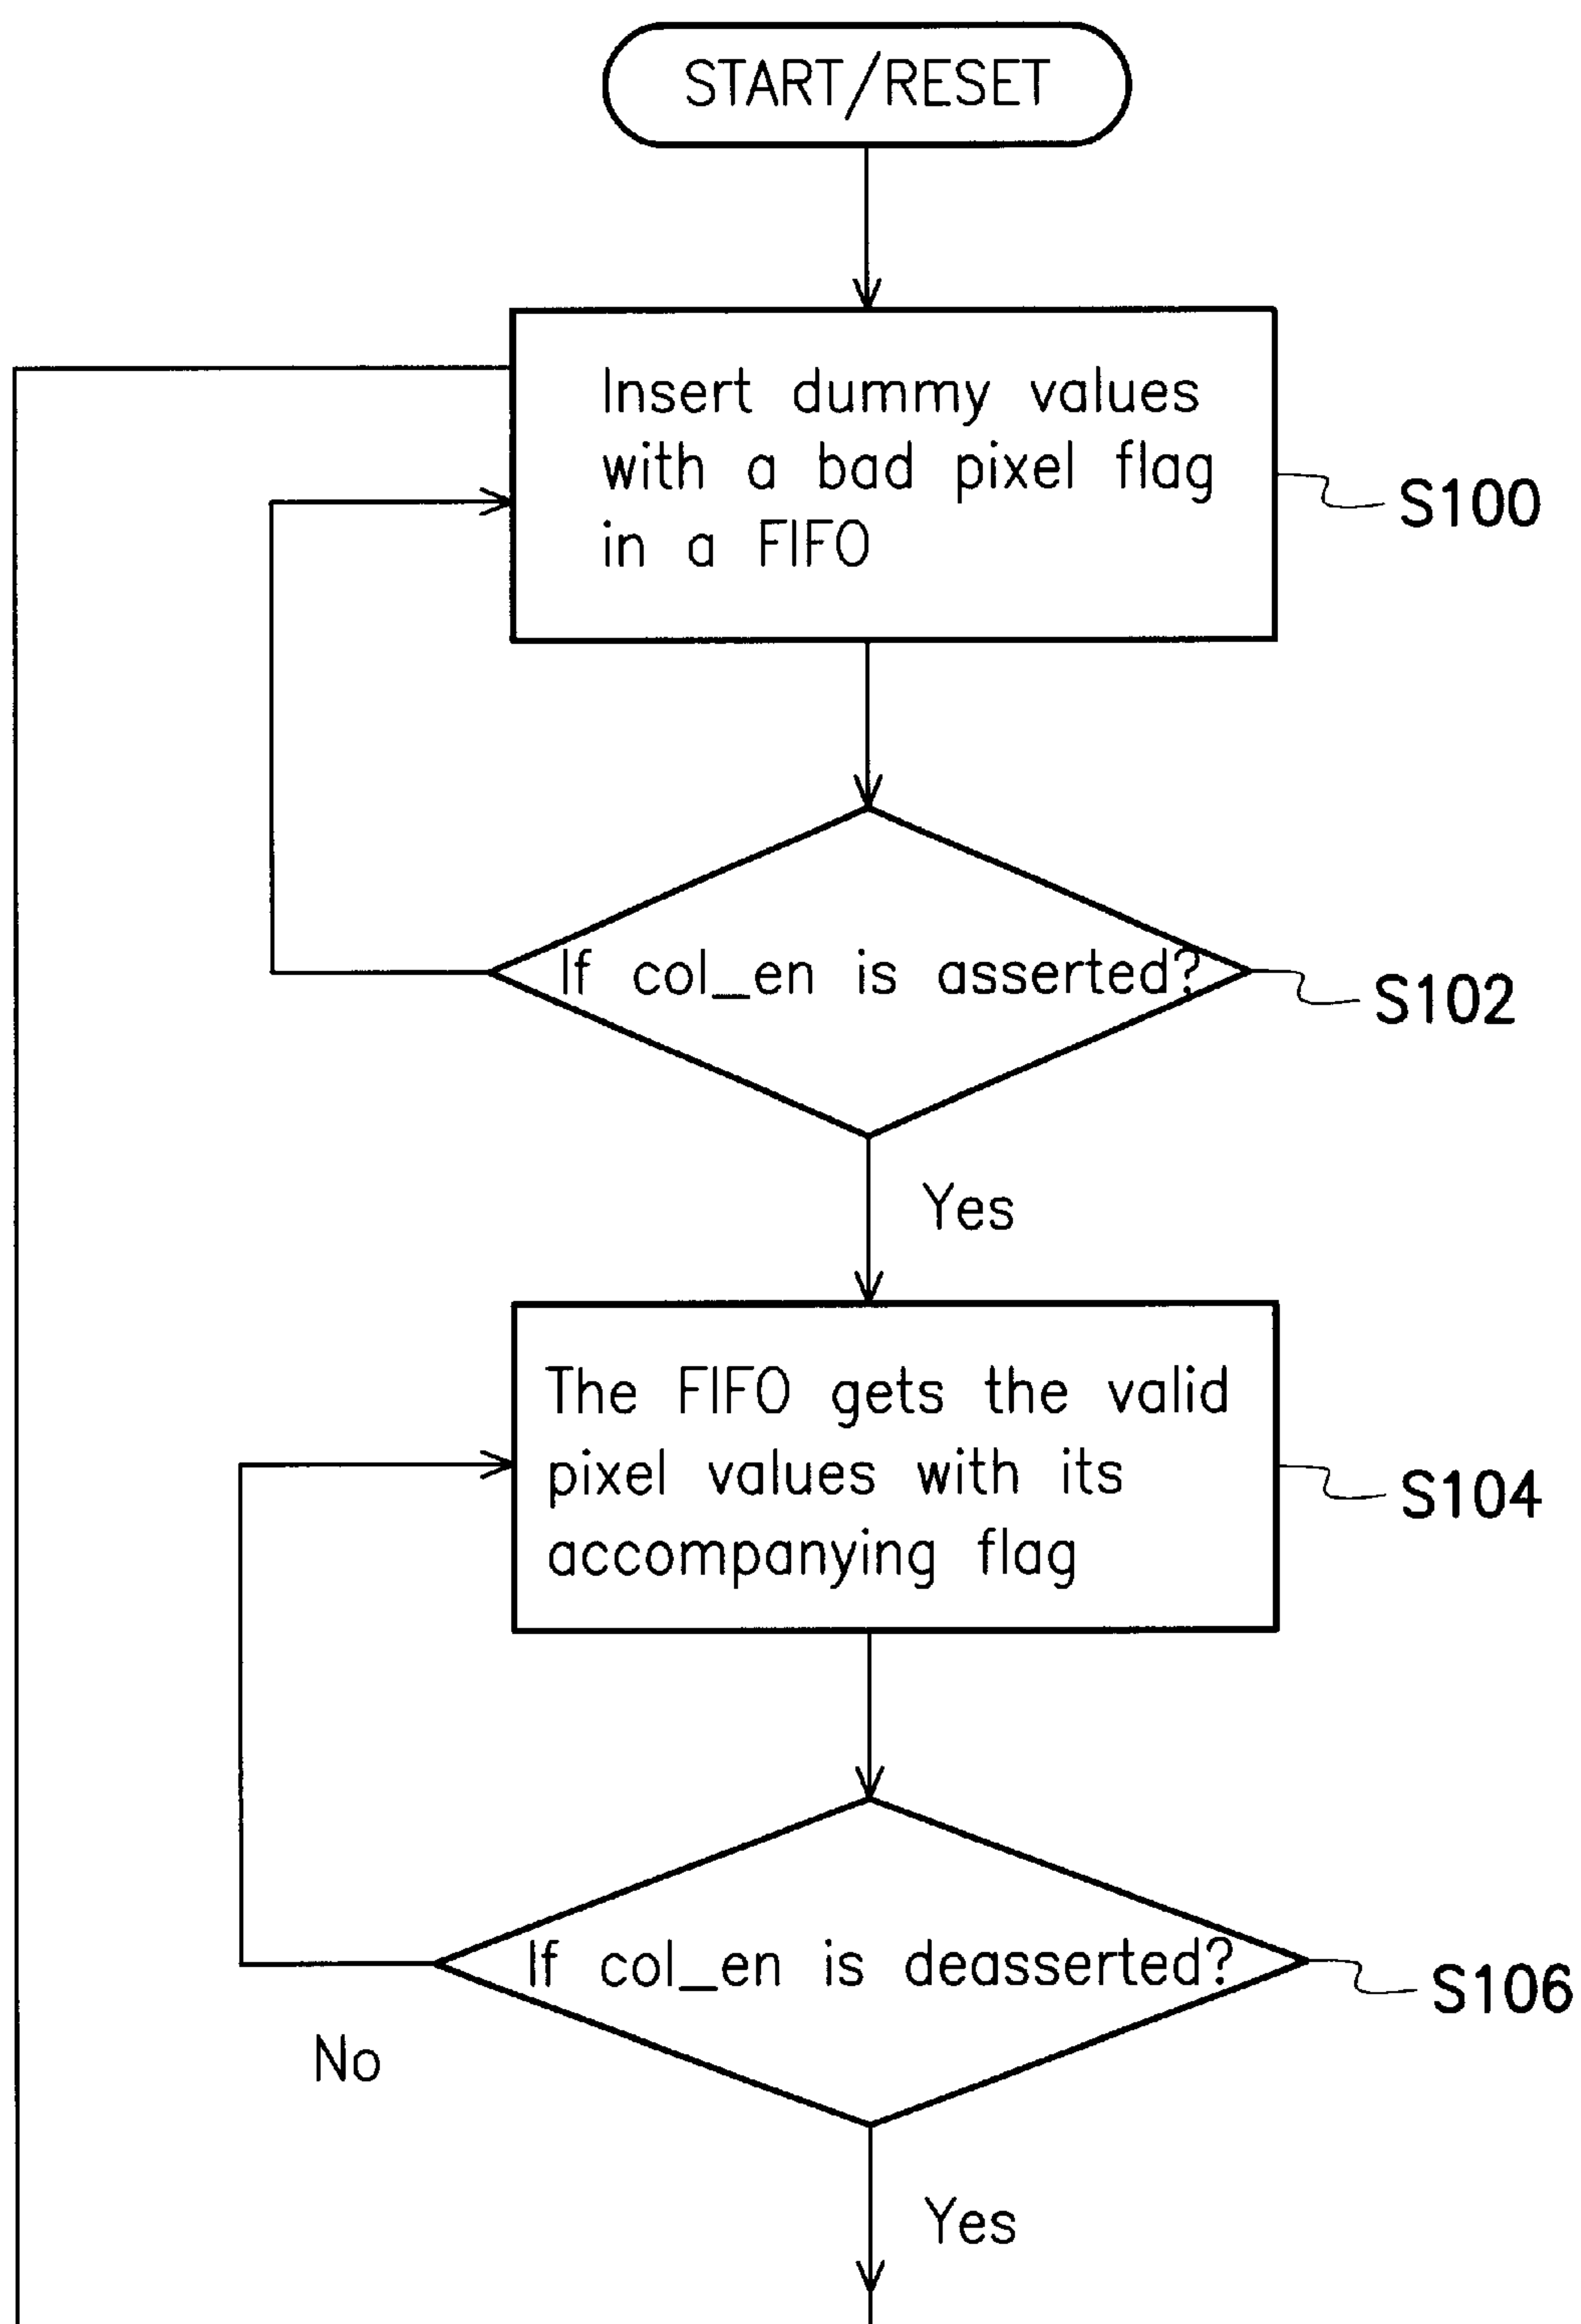 START/RESET
Insert dummy values
with a bad pixel flag
in a FIFO
S100
If col_en is asserted?
S102
Yes
The FIFO gets the valid
pixel values with its
accompanying flag
S104
If col_en is deasserted?
S106
No
Yes